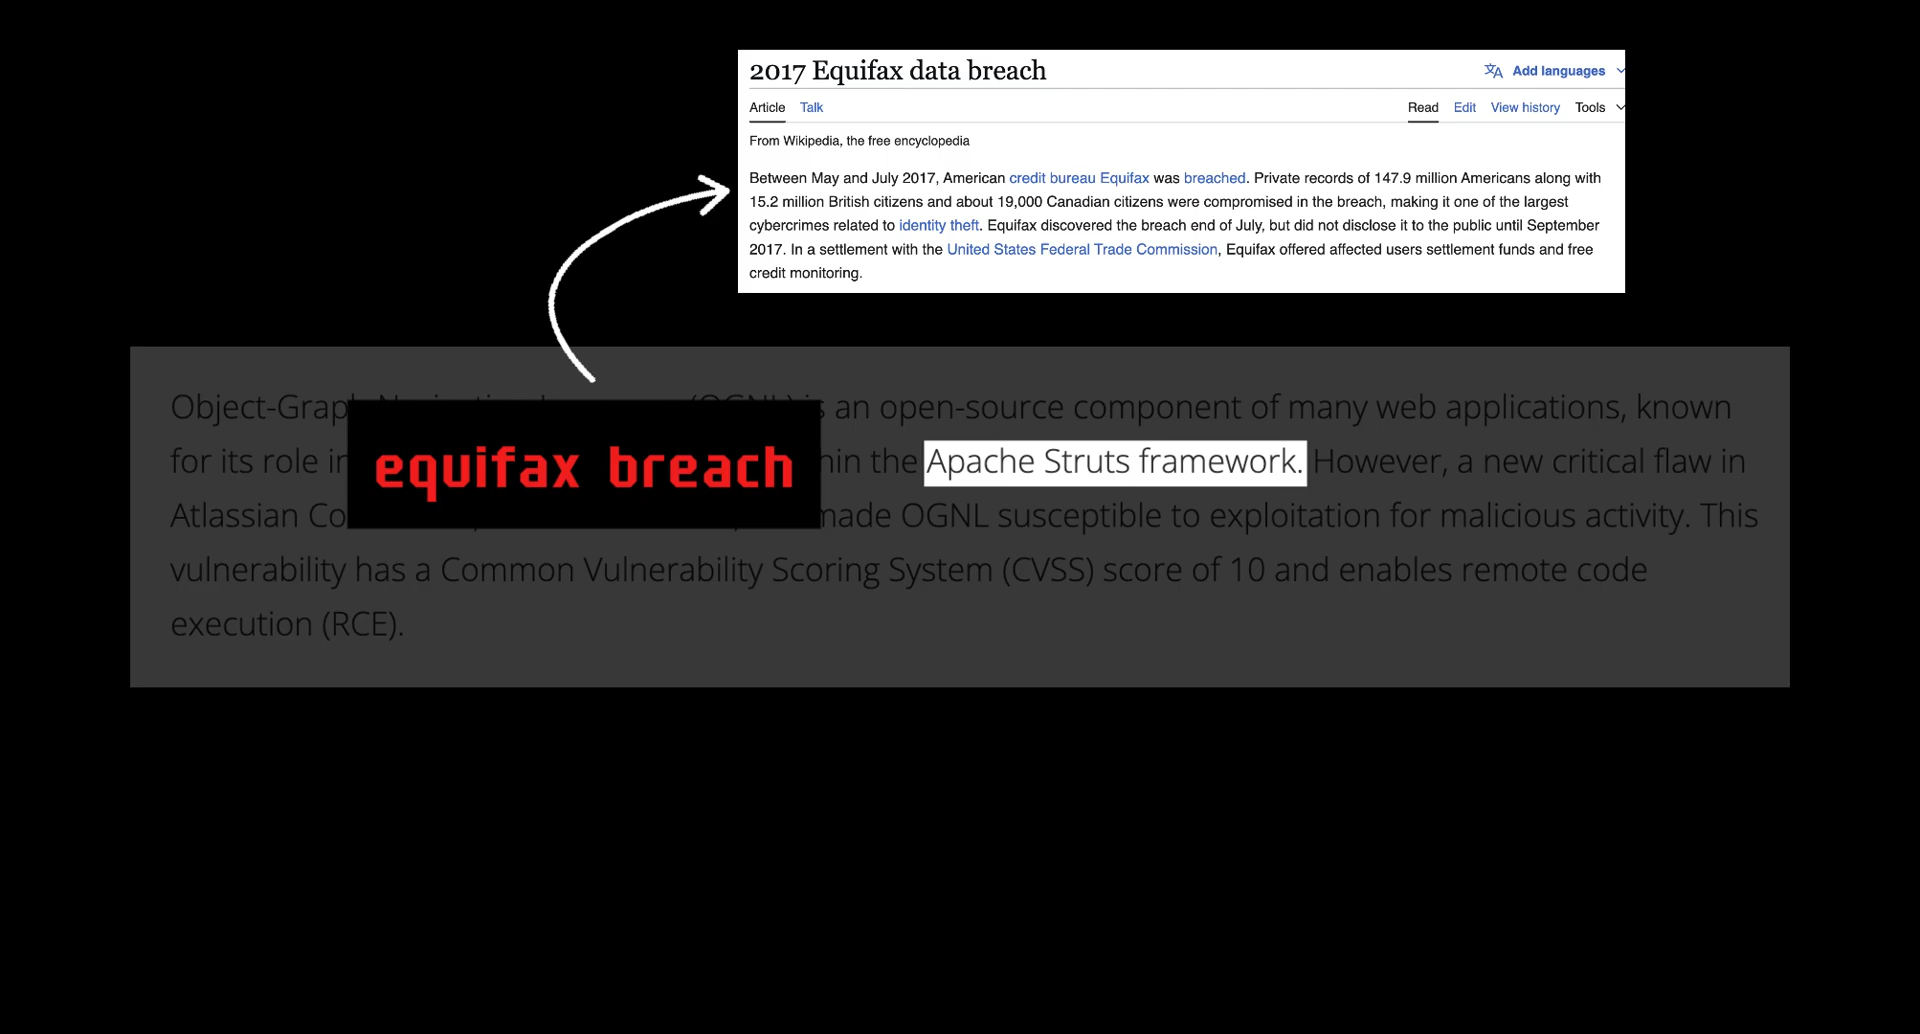 2017 Equifax data breach
Add languages
Article Talk
Read Edit View history Tools
From Wikipedia, the free encyclopedia
Between May and July 2017, American credit bureau Equifax was breached. Private records of 147.9 million Americans along with
15.2 million British citizens and about 19,000 Canadian citizens were compromised in the breach, making it one of the largest
cybercrimes related to identity theft. Equifax discovered the breach end of July, but did not disclose it to the public until September
2017. In a settlement with the United States Federal Trade Commission, Equifax offered affected users settlement funds and free
credit monitoring.
Object-Graph (OGNL) is an open-source component of many web applications, known
for its role the Apache Struts framework. However, a new critical flaw in
Atlassian made OGNL susceptible to exploitation for malicious activity. This
vulnerability has a Common Vulnerability Scoring System (CVSS) score of 10 and enables remote code
execution (RCE).
equifax breach